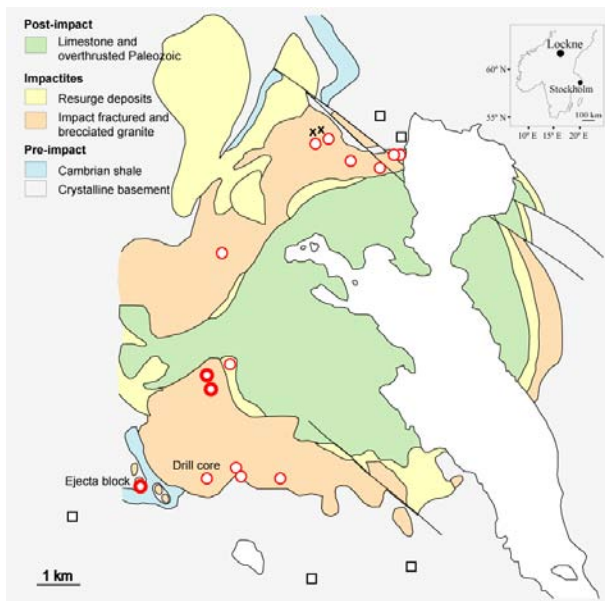 Post-impact
Limestone and
overthrusted Paleozoic
Impactites
Resurge deposits
Impact fractured and
brecciated granite
Pre-impact
Cambrian shale
Crystalline basement
Lockne
60° N
Stockholm
55° N
100 km
10° E
15° E
20° E
x x
Drill core
Ejecta block
1 km